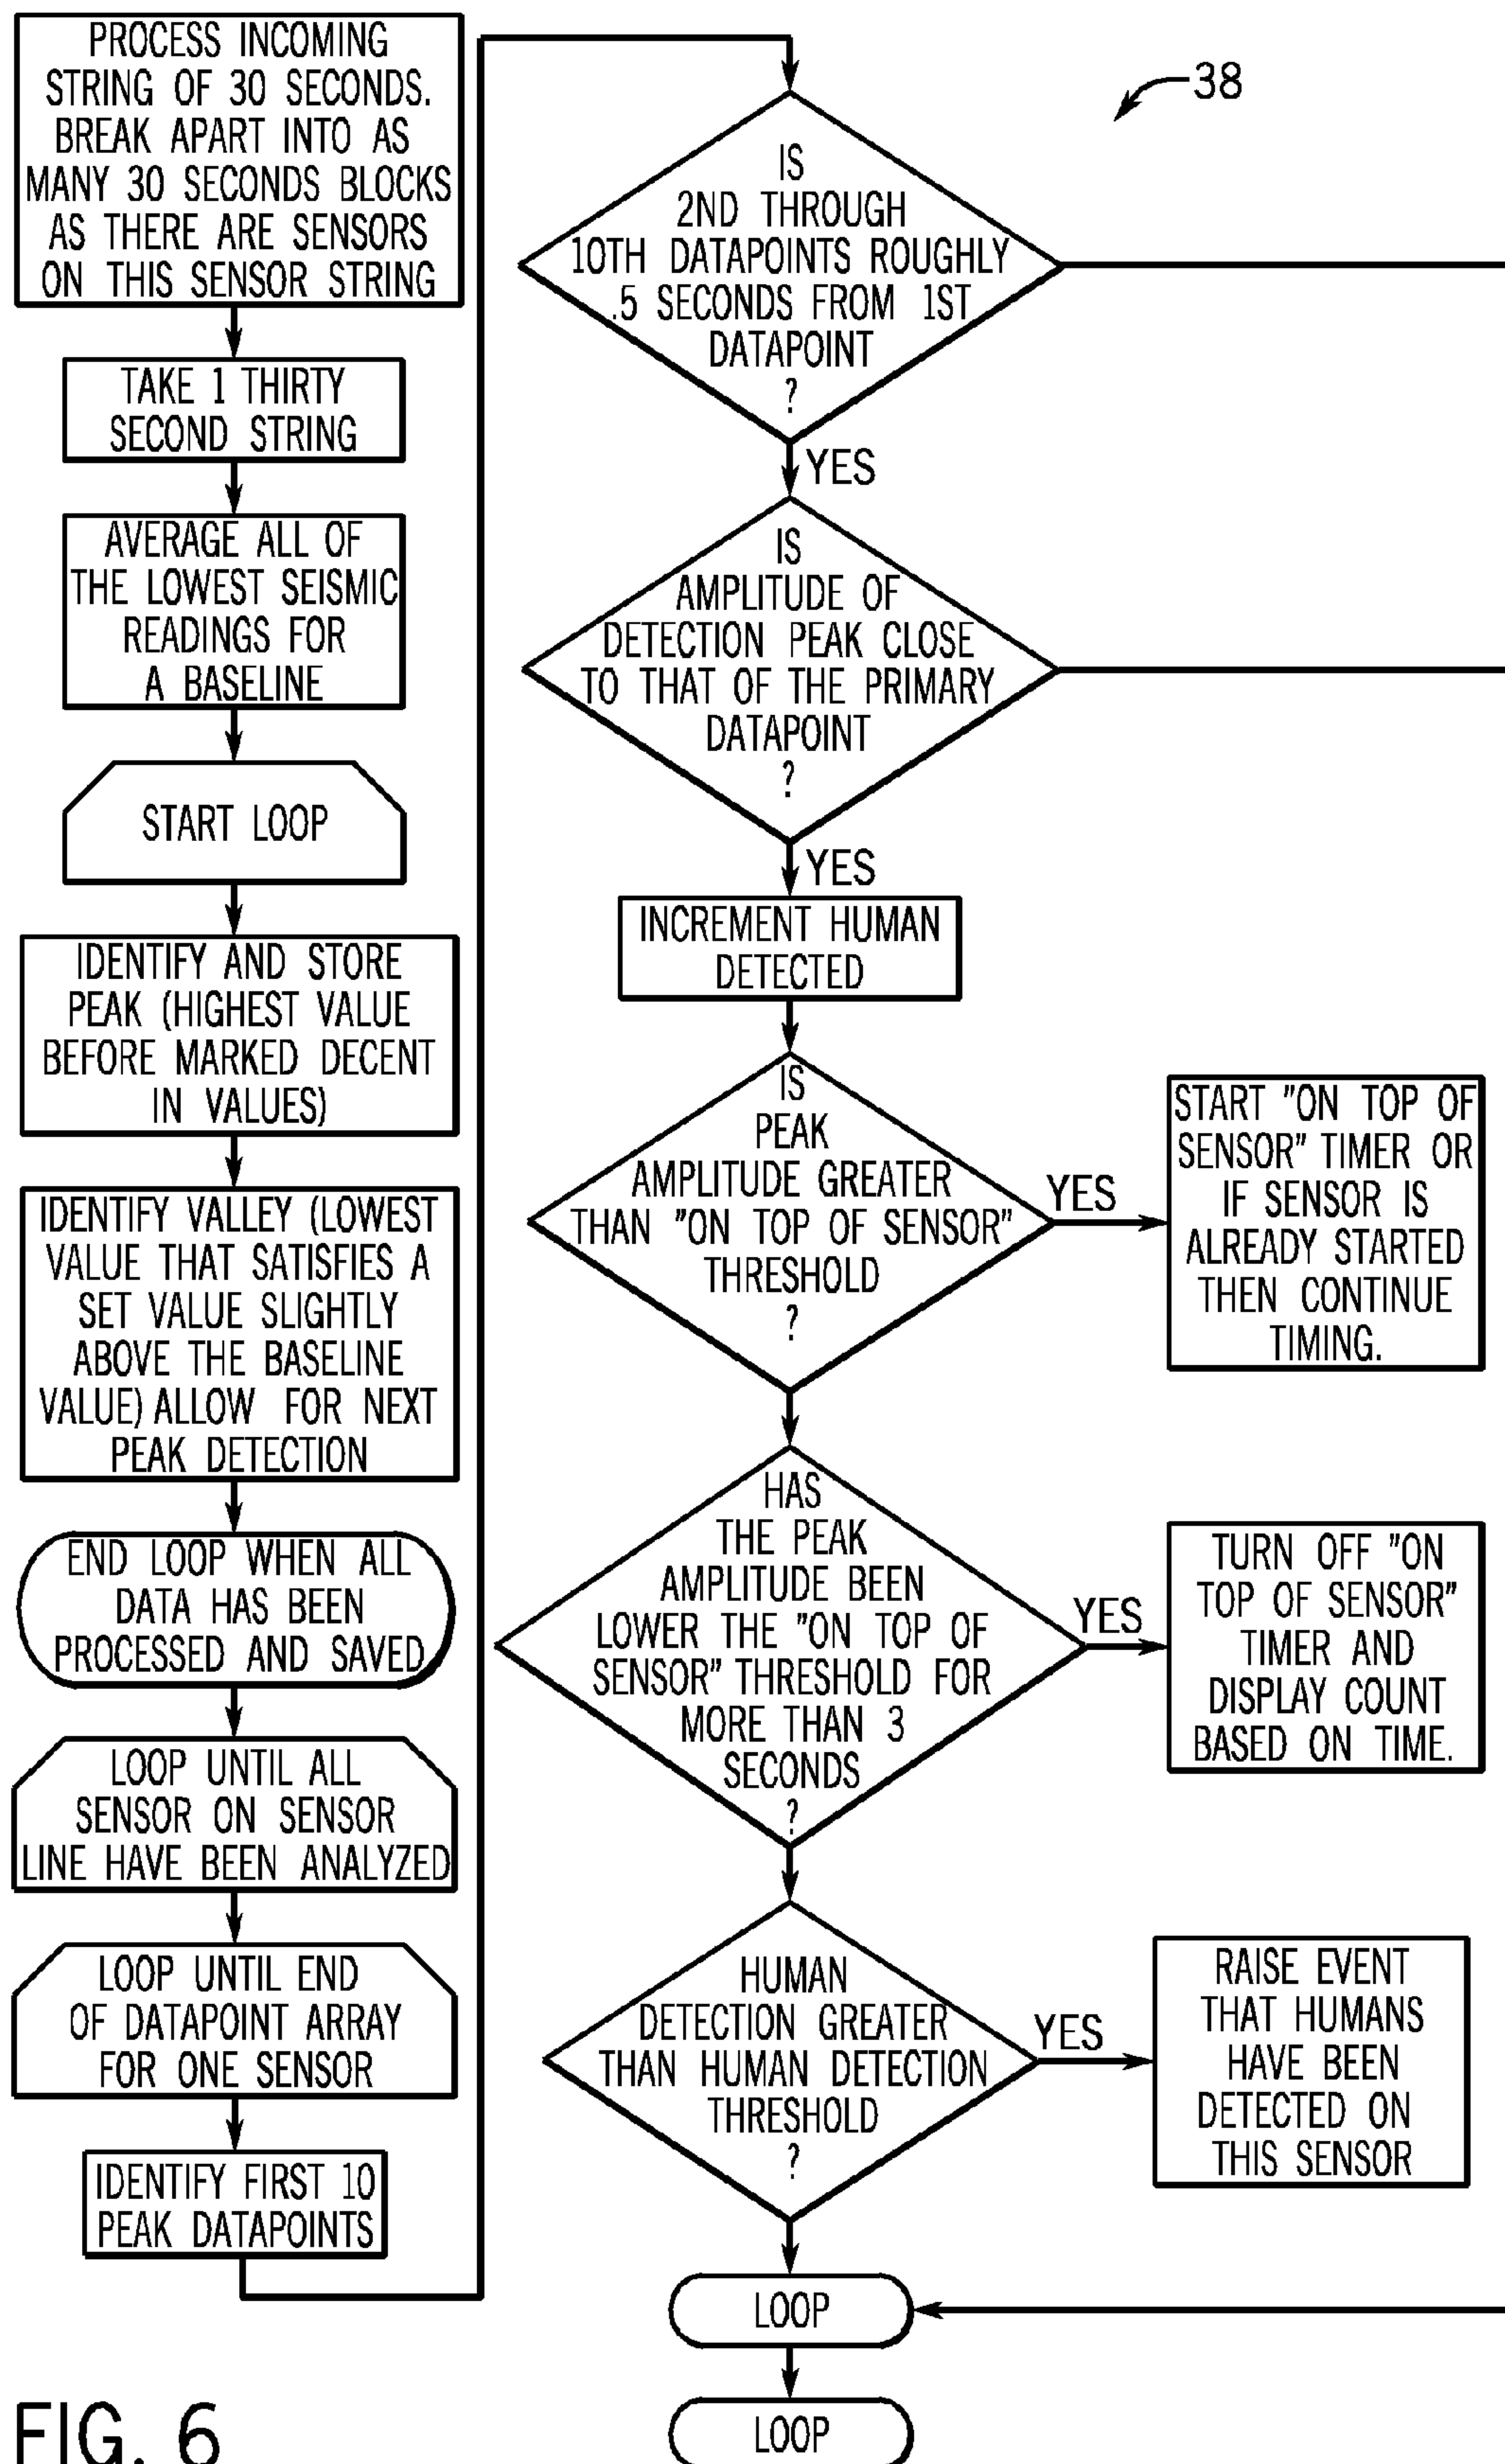 PROCESS INCOMING
STRING OF 30 SECONDS.
BREAK APART INTO AS
MANY 30 SECONDS BLOCKS
AS THERE ARE SENSORS
ON THIS SENSOR STRING
TAKE 1 THIRTY
SECOND STRING
AVERAGE ALL OF
THE LOWEST SEISMIC
READINGS FOR
A BASELINE
START LOOP
IDENTIFY AND STORE
PEAK (HIGHEST VALUE
BEFORE MARKED DECENT
IN VALUES)
IDENTIFY VALLEY (LOWEST
VALUE THAT SATISFIES A
SET VALUE SLIGHTLY
ABOVE THE BASELINE
VALUE) ALLOW FOR NEXT
PEAK DETECTION
END LOOP WHEN ALL
DATA HAS BEEN
PROCESSED AND SAVED
LOOP UNTIL ALL
SENSOR ON SENSOR
LINE HAVE BEEN ANALYZED
LOOP UNTIL END
OF DATAPOINT ARRAY
FOR ONE SENSOR
IDENTIFY FIRST 10
PEAK DATAPOINTS
38
IS
2ND THROUGH
10TH DATAPOINTS ROUGHLY
.5 SECONDS FROM 1ST
DATAPOINT
?
YES
IS
AMPLITUDE OF
DETECTION PEAK CLOSE
TO THAT OF THE PRIMARY
DATAPOINT
?
YES
INCREMENT HUMAN
DETECTED
IS
PEAK
AMPLITUDE GREATER
THAN "ON TOP OF SENSOR"
THRESHOLD
?
YES
START "ON TOP OF
SENSOR" TIMER OR
IF SENSOR IS
ALREADY STARTED
THEN CONTINUE
TIMING.
HAS
THE PEAK
AMPLITUDE BEEN
LOWER THE "ON TOP OF
SENSOR" THRESHOLD FOR
MORE THAN 3
SECONDS
?
YES
TURN OFF "ON
TOP OF SENSOR"
TIMER AND
DISPLAY COUNT
BASED ON TIME.
HUMAN
DETECTION GREATER
THAN HUMAN DETECTION
THRESHOLD
?
YES
RAISE EVENT
THAT HUMANS
HAVE BEEN
DETECTED ON
THIS SENSOR
LOOP
LOOP
FIG. 6